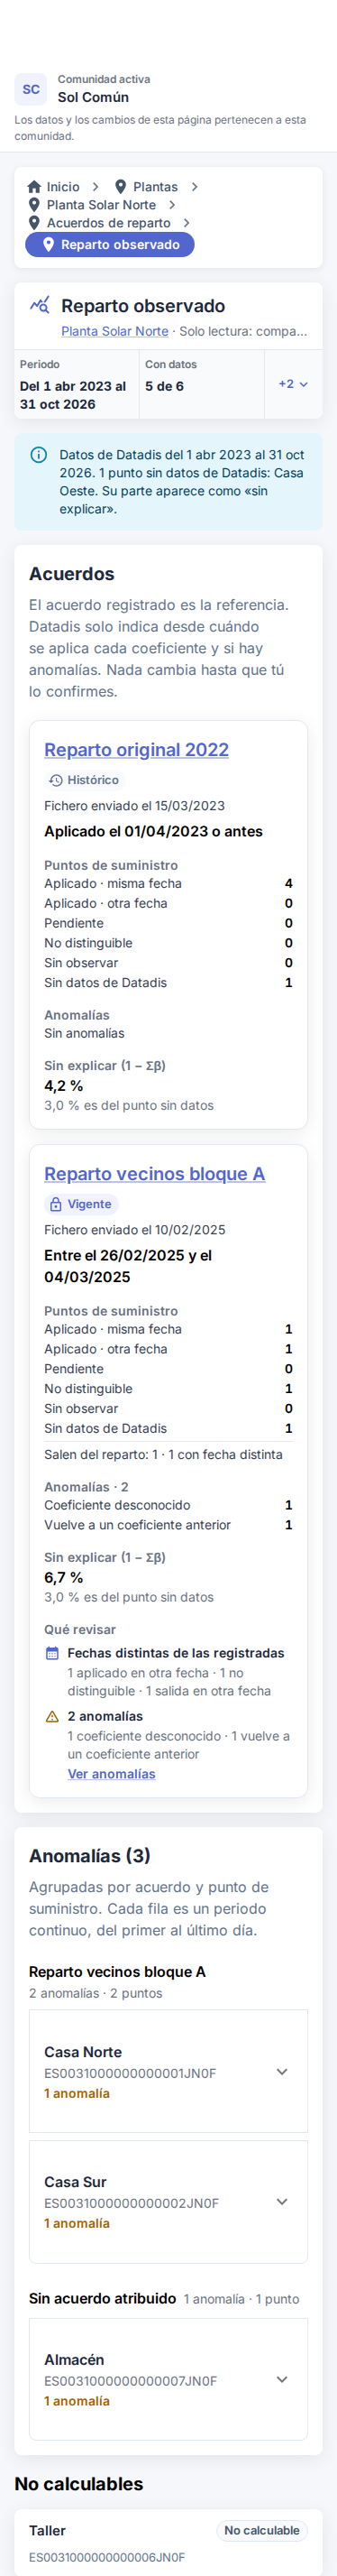 SC
Comunidad activa
Sol Común
Los datos y los cambios de esta página pertenecen a esta
comunidad.
Inicio
Plantas
Planta Solar Norte
Acuerdos de reparto
Reparto observado
Reparto observado
Planta Solar Norte · Solo lectura: compa...
Periodo
Del 1 abr 2023 al
31 oct 2026
Con datos
5 de 6
+2
Datos de Datadis del 1 abr 2023 al 31 oct
2026. 1 punto sin datos de Datadis: Casa
Oeste. Su parte aparece como «sin
explicar».
Acuerdos
El acuerdo registrado es la referencia.
Datadis solo indica desde cuándo
se aplica cada coeficiente y si hay
anomalías. Nada cambia hasta que tú
lo confirmes.
Reparto original 2022
Histórico
Fichero enviado el 15/03/2023
Aplicado el 01/04/2023 o antes
Puntos de suministro
Aplicado · misma fecha 4
Aplicado · otra fecha 0
Pendiente 0
No distinguible 0
Sin observar 0
Sin datos de Datadis 1
Anomalías
Sin anomalías
Sin explicar (1 − Σβ)
4,2 %
3,0 % es del punto sin datos
Reparto vecinos bloque A
Vigente
Fichero enviado el 10/02/2025
Entre el 26/02/2025 y el
04/03/2025
Puntos de suministro
Aplicado · misma fecha 1
Aplicado · otra fecha 1
Pendiente 0
No distinguible 1
Sin observar 0
Sin datos de Datadis 1
Salen del reparto: 1 · 1 con fecha distinta
Anomalías · 2
Coeficiente desconocido 1
Vuelve a un coeficiente anterior 1
Sin explicar (1 − Σβ)
6,7 %
3,0 % es del punto sin datos
Qué revisar
Fechas distintas de las registradas
1 aplicado en otra fecha · 1 no
distinguible · 1 salida en otra fecha
2 anomalías
1 coeficiente desconocido · 1 vuelve a
un coeficiente anterior
Ver anomalías
Anomalías (3)
Agrupadas por acuerdo y punto de
suministro. Cada fila es un periodo
continuo, del primer al último día.
Reparto vecinos bloque A
2 anomalías · 2 puntos
Casa Norte
ES0031000000000001JN0F
1 anomalía
Casa Sur
ES0031000000000002JN0F
1 anomalía
Sin acuerdo atribuido 1 anomalía · 1 punto
Almacén
ES0031000000000007JN0F
1 anomalía
No calculables
Taller
No calculable
ES0031000000000006JN0F